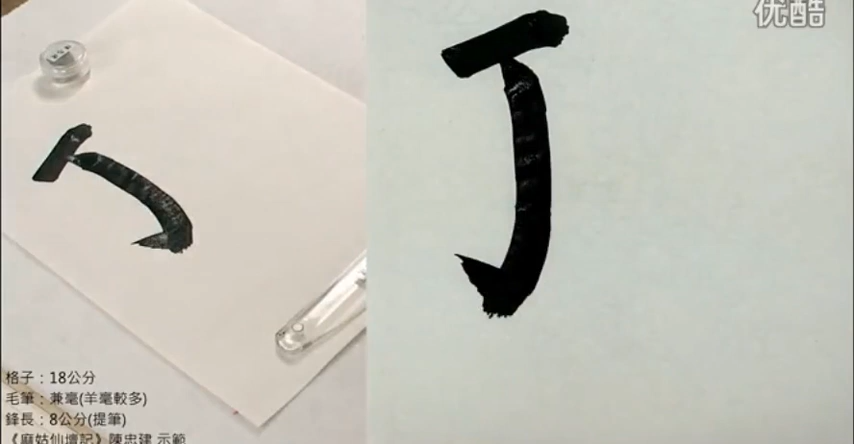 优酷
格子：18公分
毛筆：兼毫(羊毫較多)
鋒長：8公分(提筆)
《麻姑仙壇記》陳忠建 示範